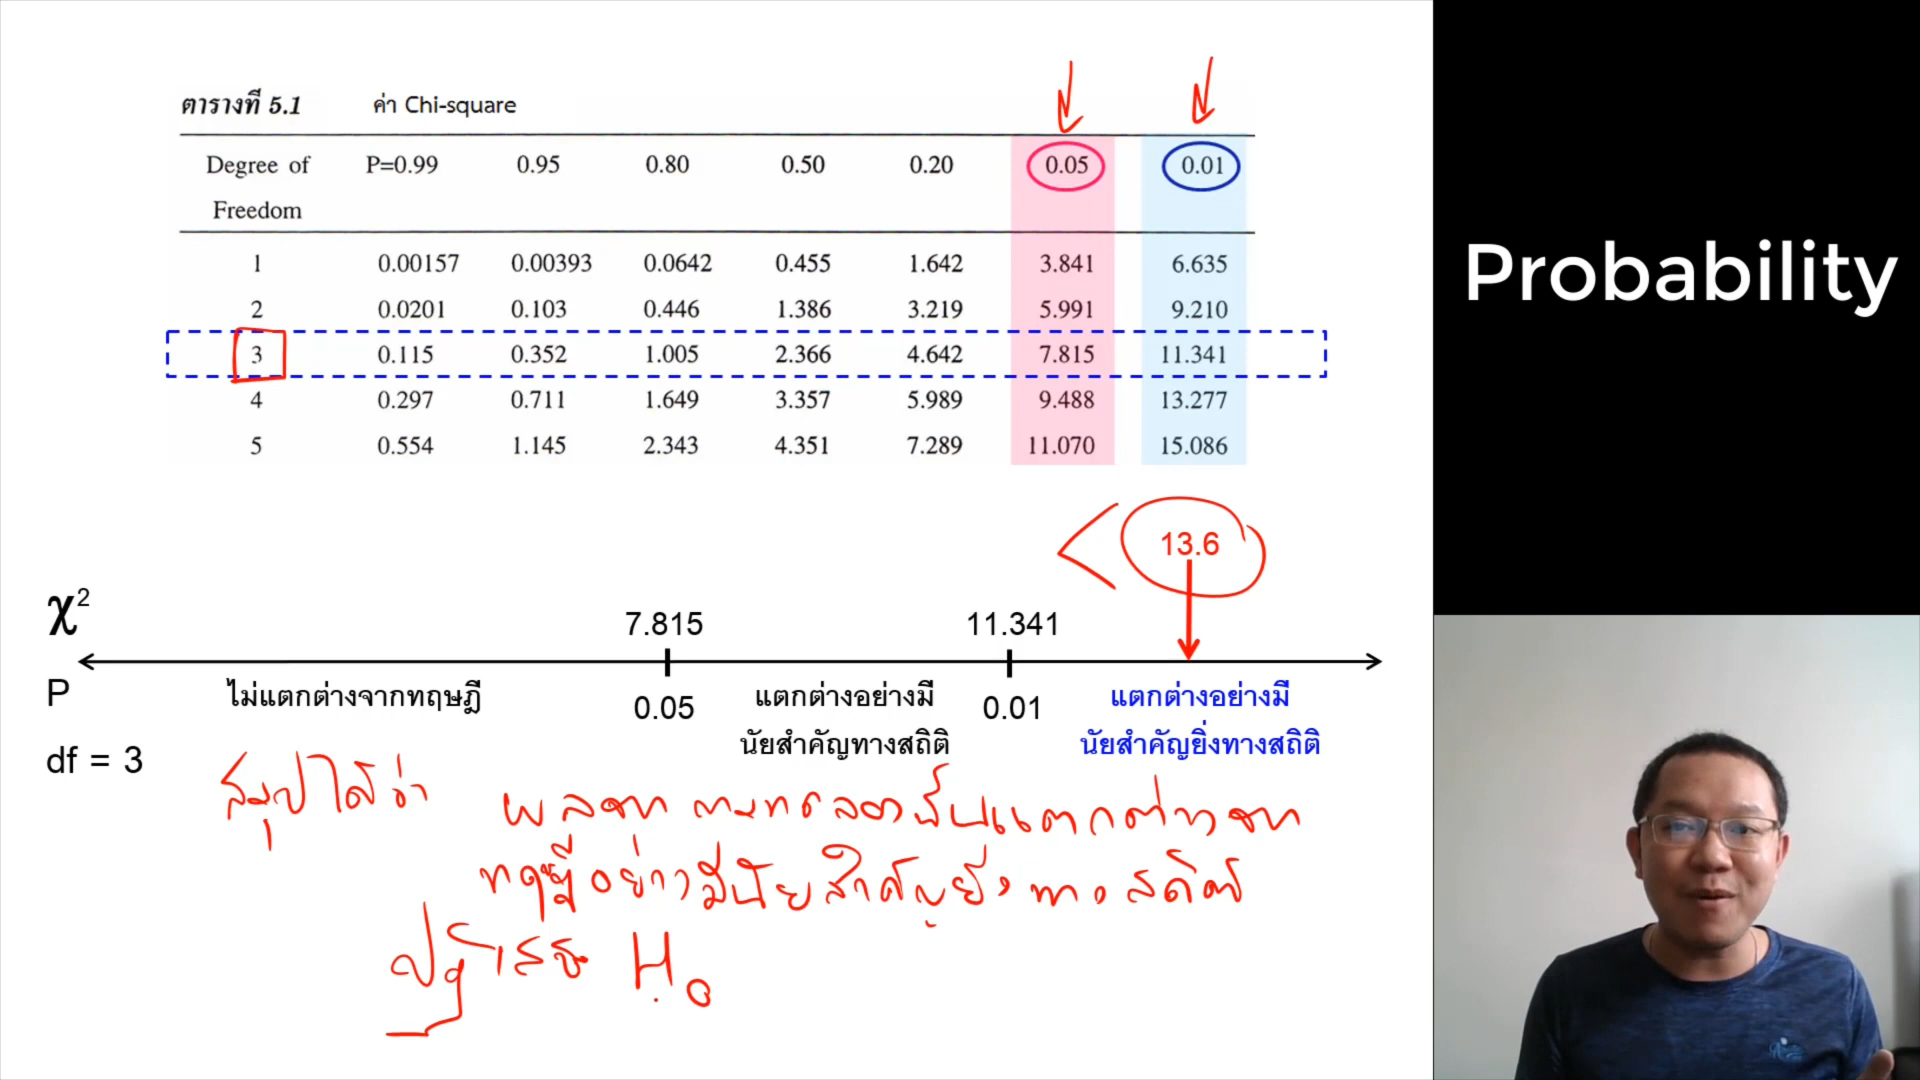 ตารางที่ 5.1 ค่า Chi-square
Degree of Freedom P=0.99 0.95 0.80 0.50 0.20 0.05 0.01
1 0.00157 0.00393 0.0642 0.455 1.642 3.841 6.635
2 0.0201 0.103 0.446 1.386 3.219 5.991 9.210
3 0.115 0.352 1.005 2.366 4.642 7.815 11.341
4 0.297 0.711 1.649 3.357 5.989 9.488 13.277
5 0.554 1.145 2.343 4.351 7.289 11.070 15.086
< 13.6
χ2 7.815 11.341
P ไม่แตกต่างจากทฤษฎี 0.05 แตกต่างอย่างมี 0.01 แตกต่างอย่างมี
นัยสำคัญทางสถิติ นัยสำคัญยิ่งทางสถิติ
df = 3
สรุปได้ว่า ผลจากการทดลองนั้นแตกต่างจาก
ทฤษฎีอย่างมีนัยสำคัญยิ่งทางสถิติ
ปฏิเสธ H0
Probability